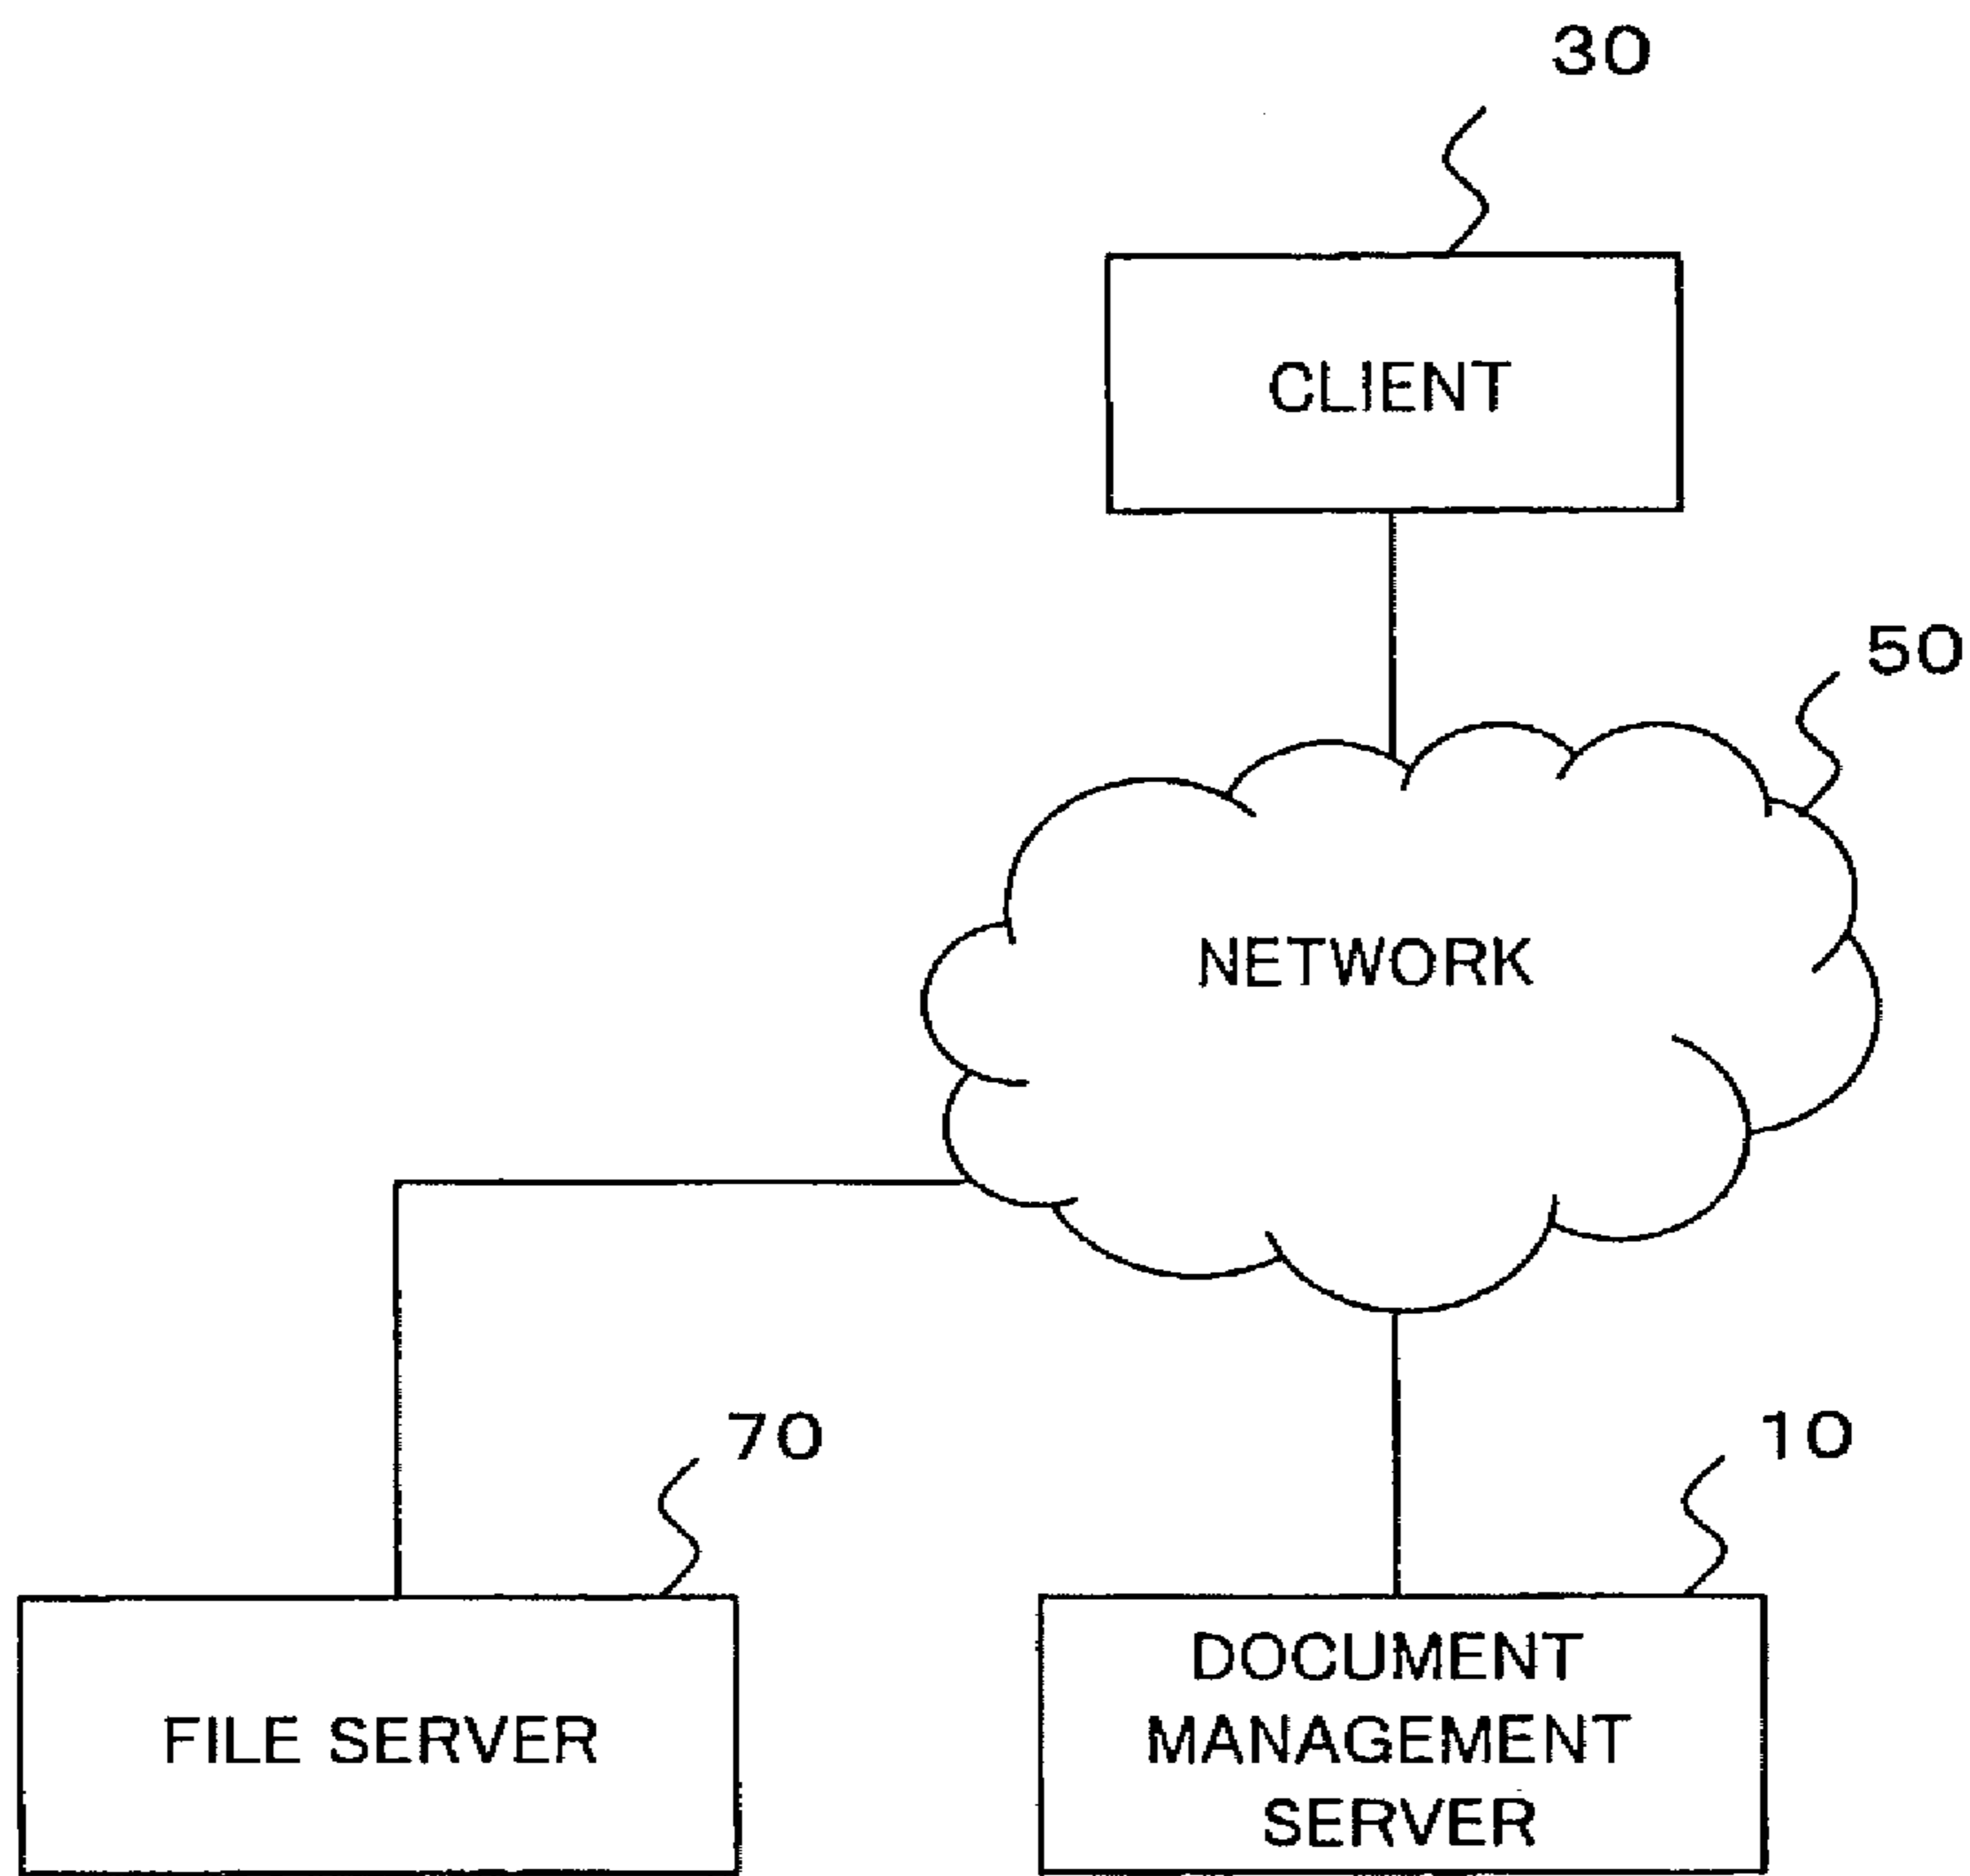 30
CLIENT
50
NETWORK
70
10
FILE SERVER
DOCUMENT
MANAGEMENT
SERVER